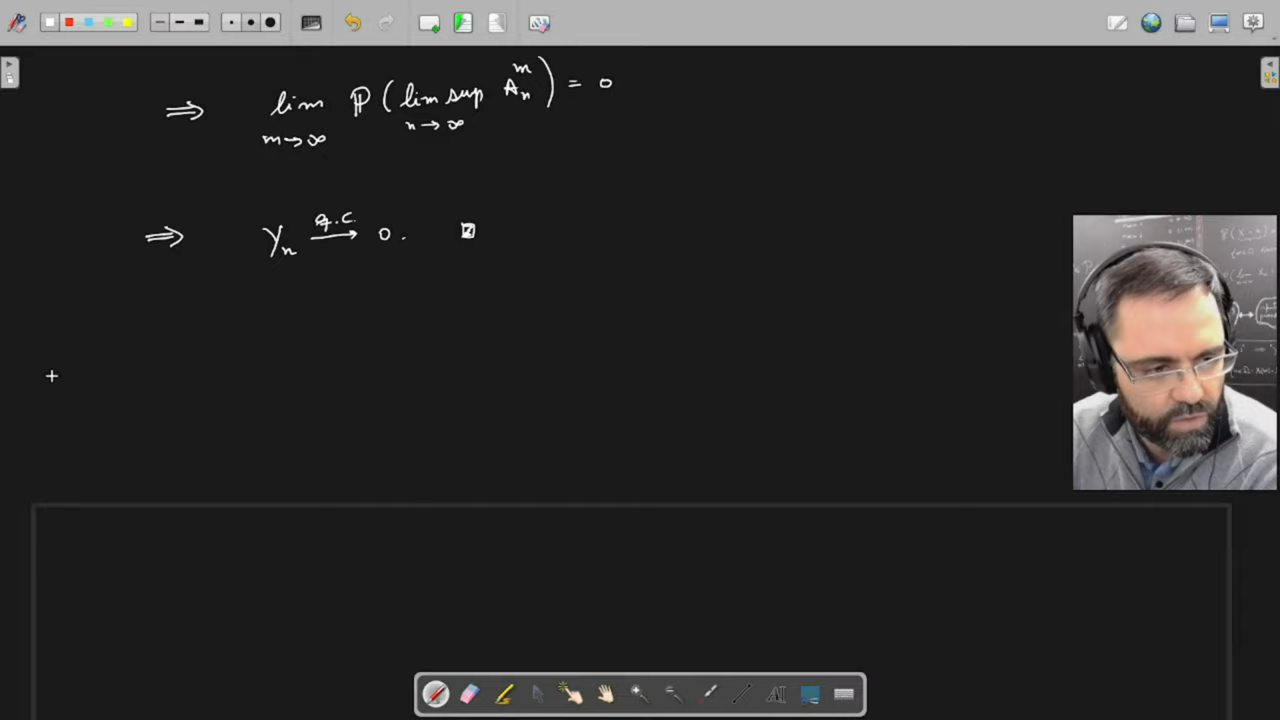 ⇒ lim ℙ ( lim sup Aₙᵐ ) = 0
m→∞ n→∞
⇒ Yₙ —q.c.→ 0.